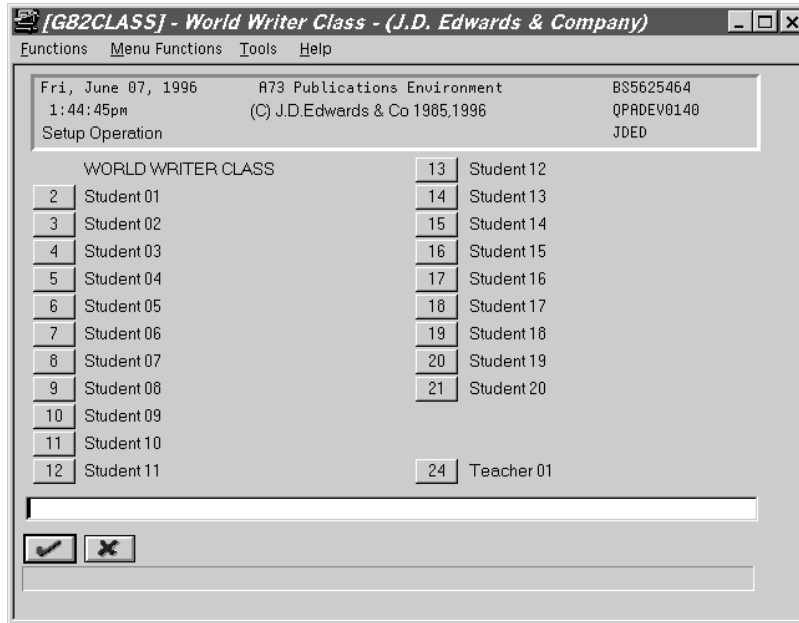 [GB2CLASS] - World Writer Class - (J.D. Edwards & Company)
Functions Menu Functions Tools Help
Fri, June 07, 1996 A73 Publications Environment BS5625464
1:44:45pm (C) J.D.Edwards & Co 1985,1996 QPADEV0140
Setup Operation JDED
WORLD WRITER CLASS 13 Student 12
2 Student 01 14 Student 13
3 Student 02 15 Student 14
4 Student 03 16 Student 15
5 Student 04 17 Student 16
6 Student 05 18 Student 17
7 Student 06 19 Student 18
8 Student 07 20 Student 19
9 Student 08 21 Student 20
10 Student 09
11 Student 10
12 Student 11 24 Teacher 01